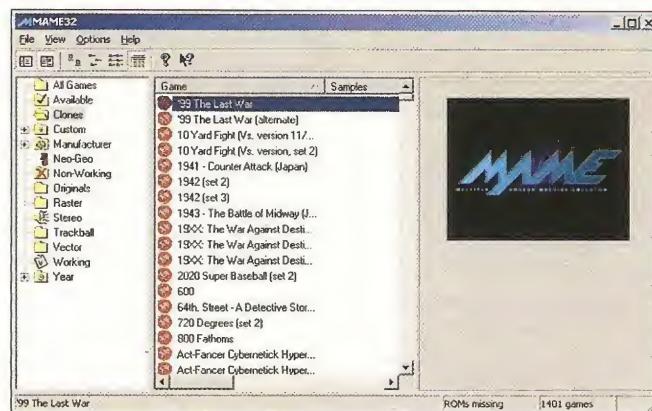 MAME32
File View Options Help
All Games
Available
Clones
Custom
Manufacturer
Neo-Geo
Non-Working
Originals
Raster
Stereo
Trackball
Vector
Working
Year
Game Samples
'99 The Last War
'99 The Last War (alternate)
10 Yard Fight (Vs. version 11/...
10 Yard Fight (Vs. version, set 2)
1941 - Counter Attack (Japan)
1942 (set 2)
1942 (set 3)
1943 - The Battle of Midway (J...
19XX: The War Against Desti...
19XX: The War Against Desti...
19XX: The War Against Desti...
2020 Super Baseball (set 2)
600
64th. Street - A Detective Stor...
720 Degrees (set 2)
800 Fathoms
Act-Fancer Cybernetick Hyper...
Act-Fancer Cybernetick Hyper...
MAME
MULTIPLE ARCADE MACHINE EMULATOR
'99 The Last War
ROMs missing
1401 games